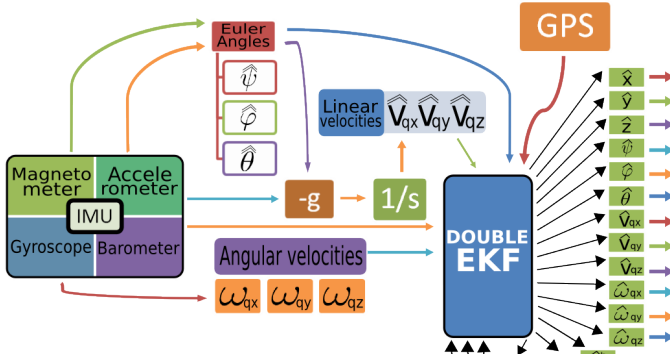 GPS
Euler
Angles
ψ̂
φ̂
θ̂
Linear
velocities
V̂qx V̂qy V̂qz
Magneto
meter
Accele
rometer
IMU
Gyroscope
Barometer
-g
1/s
Angular velocities
ωqx ωqy ωqz
DOUBLE
EKF
x̂
ŷ
ẑ
ψ̂
φ̂
θ̂
V̂qx
V̂qy
V̂qz
ω̂qx
ω̂qy
ω̂qz